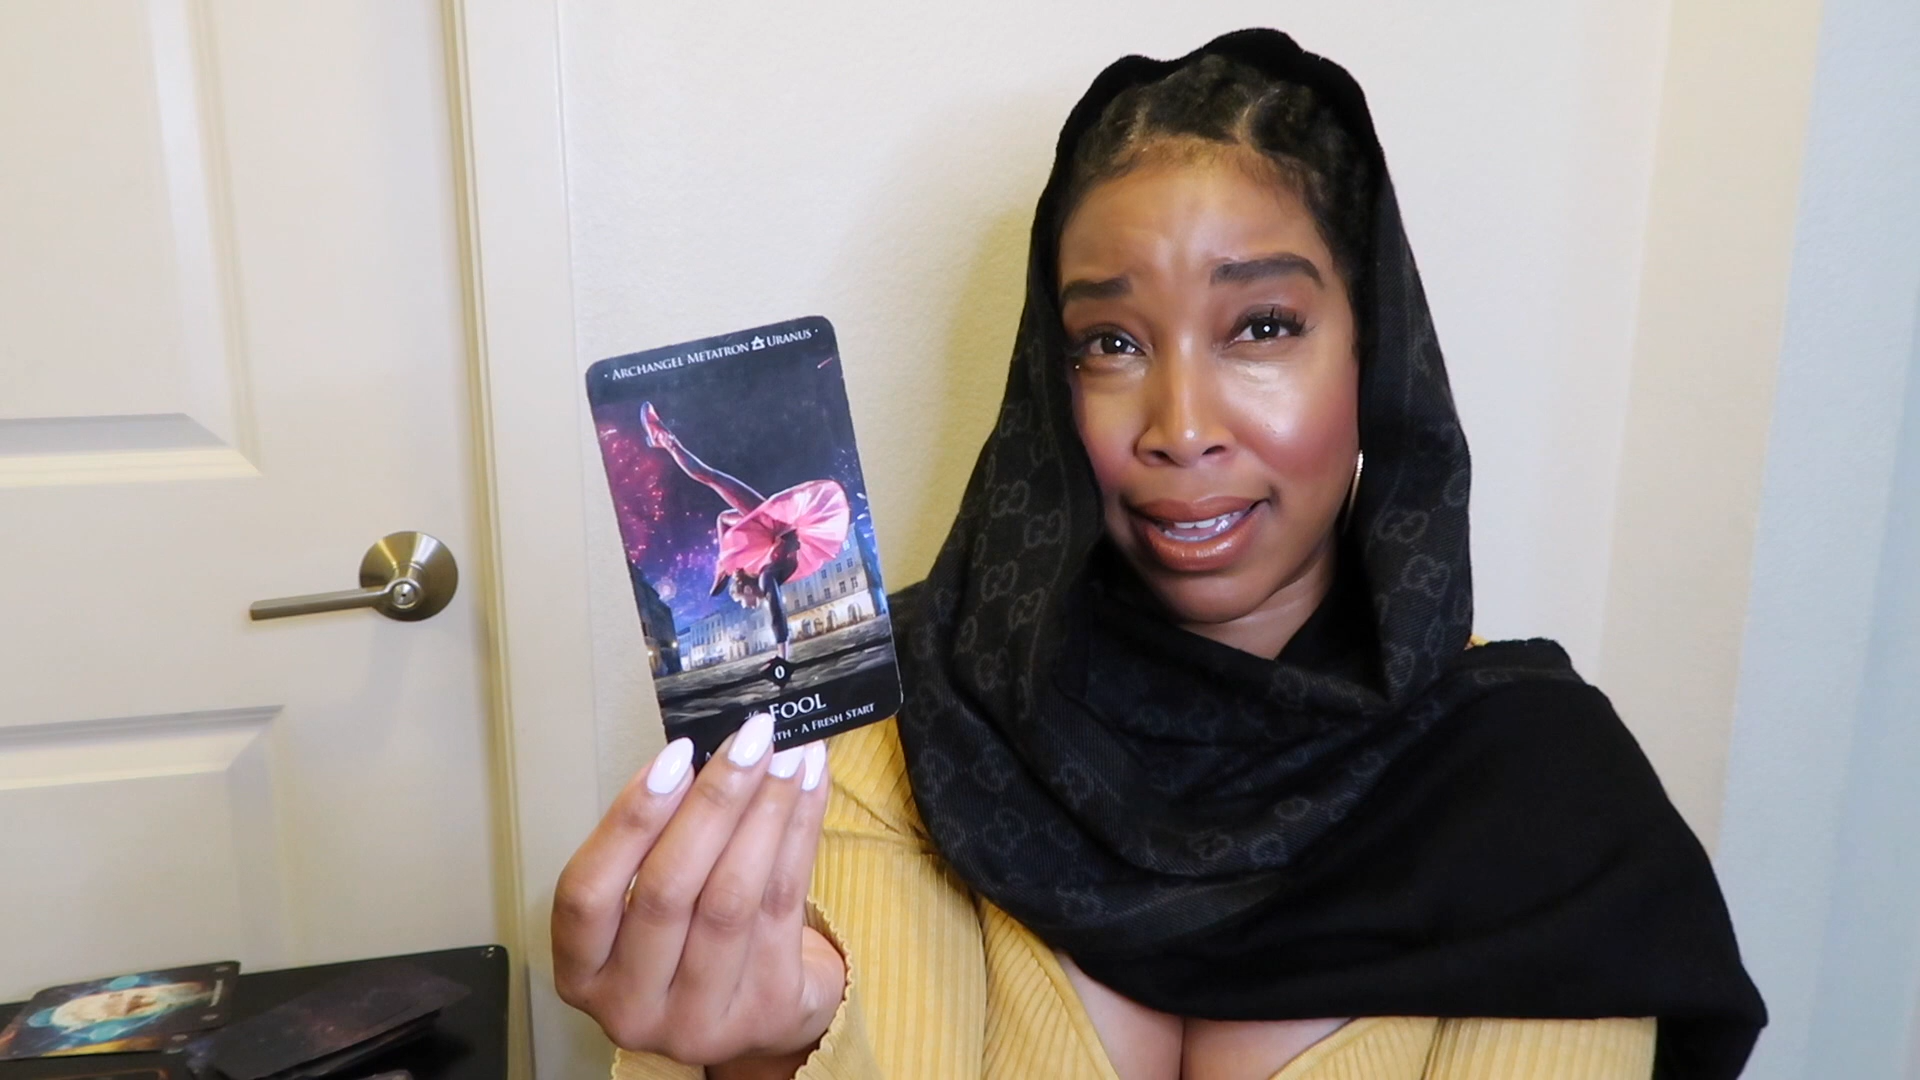 · ARCHANGEL METATRON URANUS ·
0
FOOL
· A FRESH START